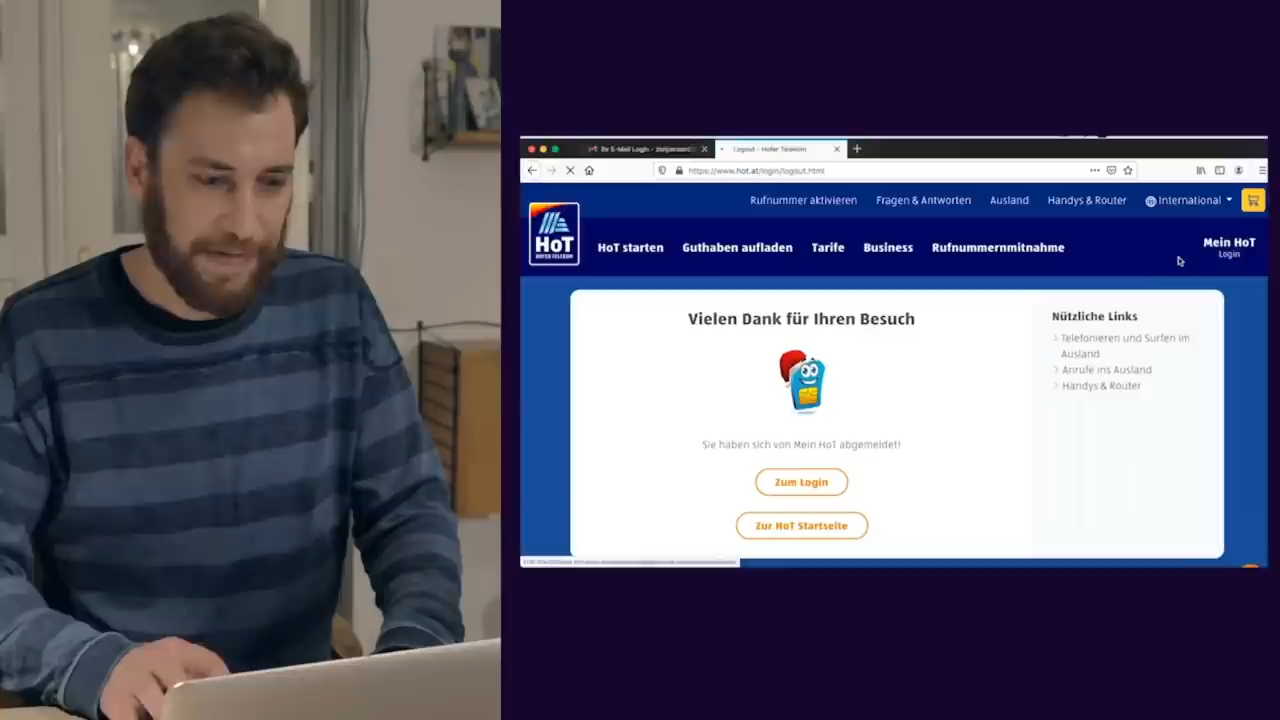 Logout - Hofer Telekom
https://www.hot.at/login/logout.html
Rufnummer aktivieren
Fragen & Antworten
Ausland
Handys & Router
International
HoT
HOFER TELEKOM
HoT starten
Guthaben aufladen
Tarife
Business
Rufnummernmitnahme
Mein HoT
Login
Vielen Dank für Ihren Besuch
Sie haben sich von Mein HoT abgemeldet!
Zum Login
Zur HoT Startseite
Nützliche Links
Telefonieren und Surfen im
Ausland
Anrufe ins Ausland
Handys & Router